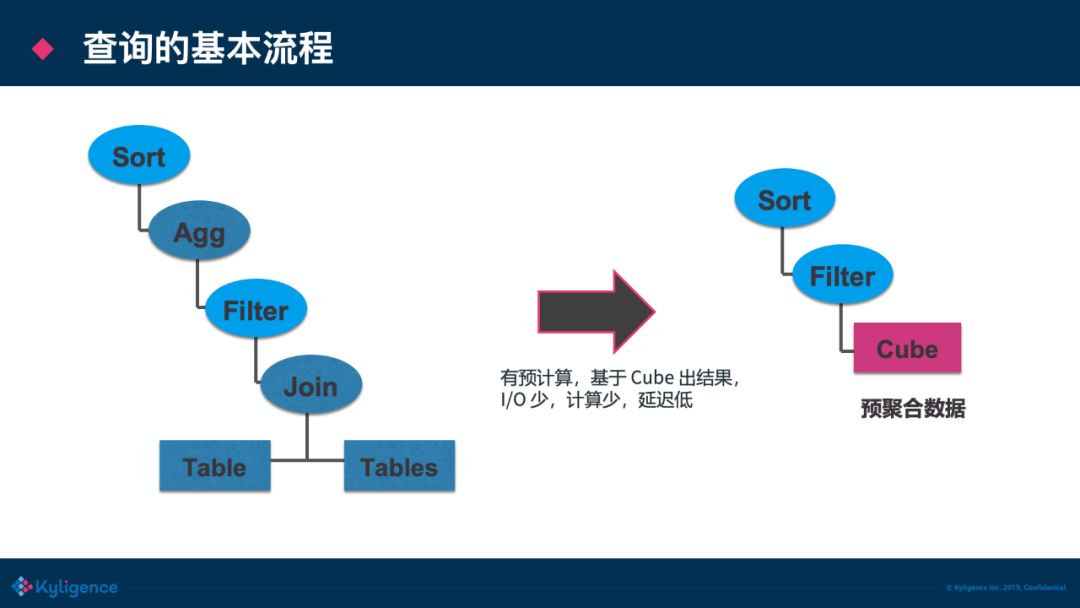 查询的基本流程
Sort
Agg
Filter
Join
Table
Tables
有预计算，基于 Cube 出结果，
I/O 少，计算少，延迟低
Sort
Filter
Cube
预聚合数据
Kyligence
© Kyligence Inc. 2019, Confidential.